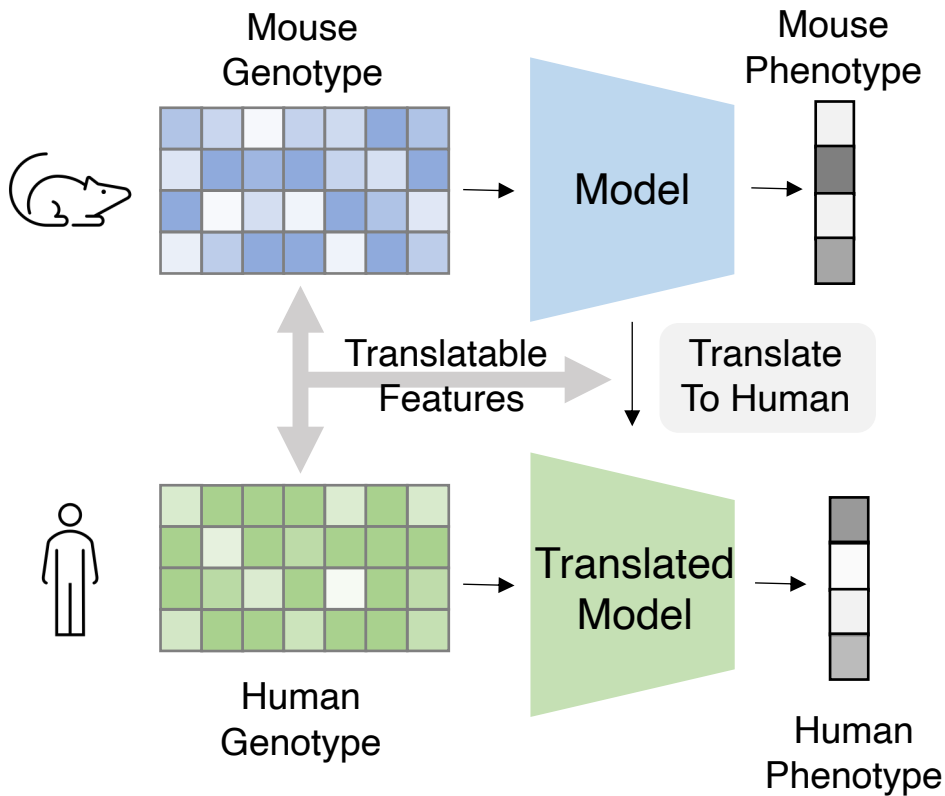 Mouse
Genotype
Mouse
Phenotype
Model
Translatable
Features
Translate
To Human
Translated
Model
Human
Genotype
Human
Phenotype